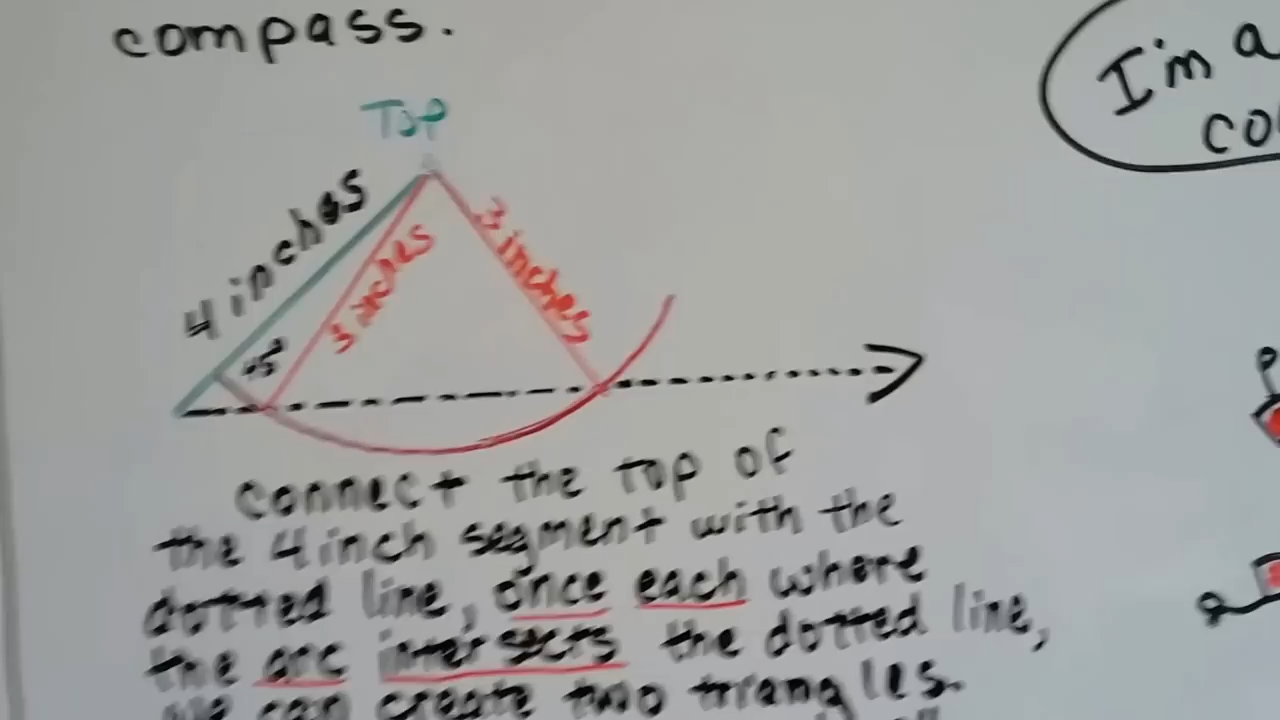 compass.
I'm a
co
Top
4 inches
3 inches
3 inches
45°
connect the top of
the 4 inch segment with the
dotted line, once each where
the arc intersects the dotted line,
we can create two triangles.